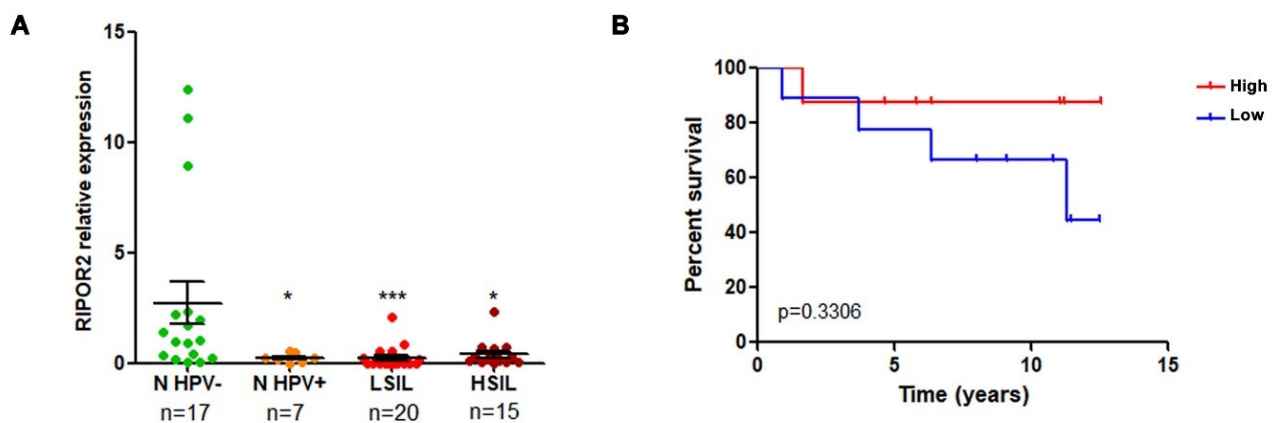 A
RIPOR2 relative expression
15
10
5
0
* *** *
N HPV- N HPV+ LSIL HSIL
n=17 n=7 n=20 n=15
B
Percent survival
100
80
60
40
20
0
p=0.3306
0 5 10 15
Time (years)
High
Low